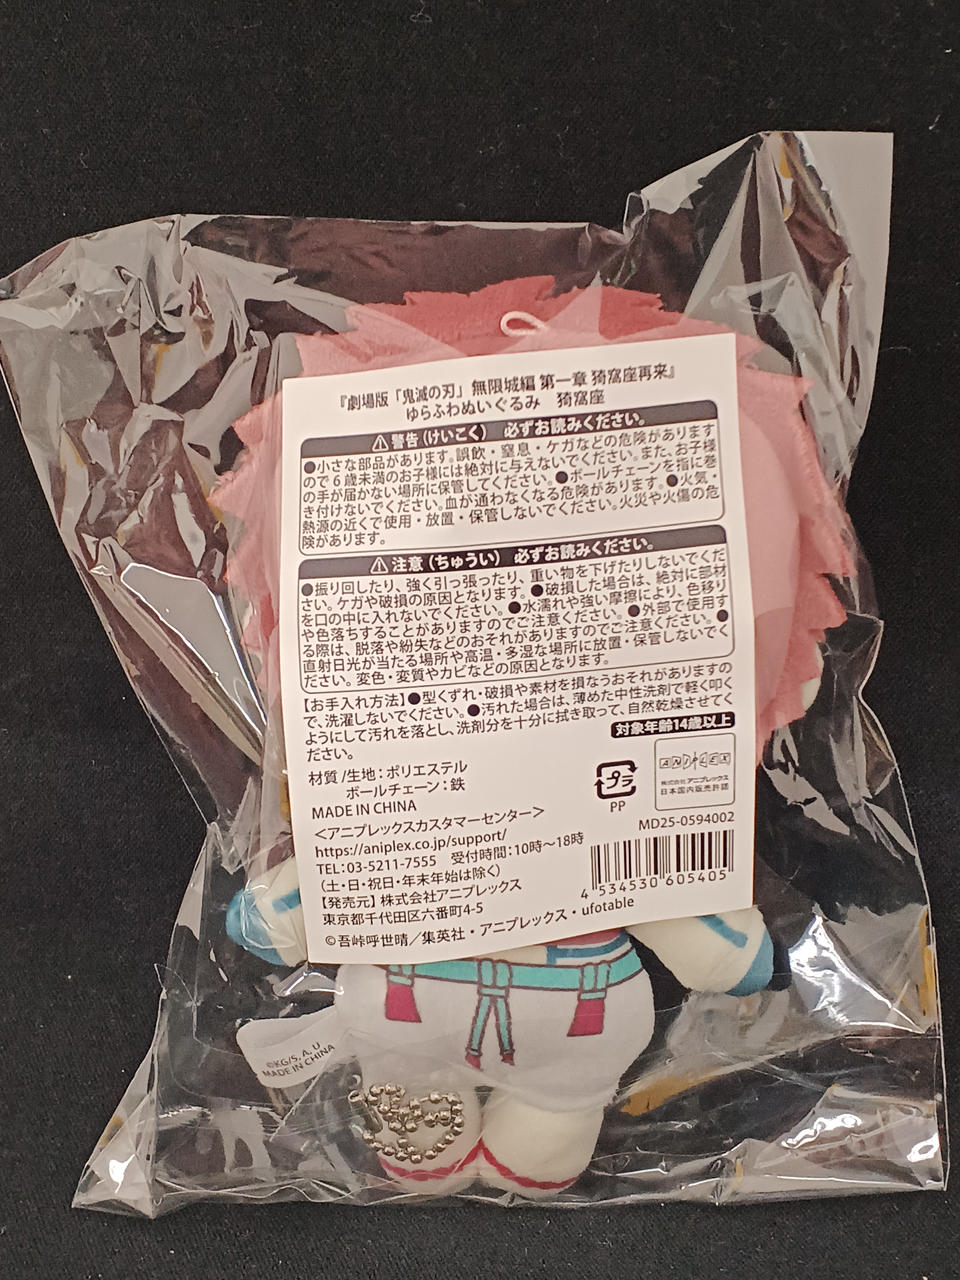 『劇場版「鬼滅の刃」無限城編 第一章 猗窩座再来』
ゆらふわぬいぐるみ　猗窩座
⚠警告（けいこく）　必ずお読みください。
●小さな部品があります。誤飲・窒息・ケガなどの危険があります
ので６歳未満のお子様には絶対に与えないでください。また、お子様
の手が届かない場所に保管してください。●ボールチェーンを指に巻
き付けないでください。血が通わなくなる危険があります。●火気・
熱源の近くで使用・放置・保管しないでください。火災や火傷の危
険があります。
⚠注意（ちゅうい）　必ずお読みください。
●振り回したり、強く引っ張ったり、重い物を下げたりしないでくだ
さい。ケガや破損の原因となります。●破損した場合は、絶対に部材
を口の中に入れないでください。●水濡れや強い摩擦により、色移り
や色落ちすることがありますのでご注意ください。●外部で使用す
る際は、脱落や紛失などのおそれがありますのでご注意ください。●
直射日光が当たる場所や高温・多湿な場所に放置・保管しないでく
ださい。変色・変質やカビなどの原因となります。
【お手入れ方法】●型くずれ・破損や素材を損なうおそれがありますの
で、洗濯しないでください。●汚れた場合は、薄めた中性洗剤で軽く叩く
ようにして汚れを落とし、洗剤分を十分に拭き取って、自然乾燥させてく
ださい。
対象年齢14歳以上
材質／生地：ポリエステル
ボールチェーン：鉄
MADE IN CHINA
プラ
PP
ANIPLEX
株式会社アニプレックス
日本国内販売許諾
＜アニプレックスカスタマーセンター＞
https://aniplex.co.jp/support/
TEL：03-5211-7555　受付時間：10時～18時
（土・日・祝日・年末年始は除く）
【発売元】株式会社アニプレックス
東京都千代田区六番町4-5
MD25-0594002
4 534530 605405
©吾峠呼世晴／集英社・アニプレックス・ufotable
©KG/S, A, U
MADE IN CHINA